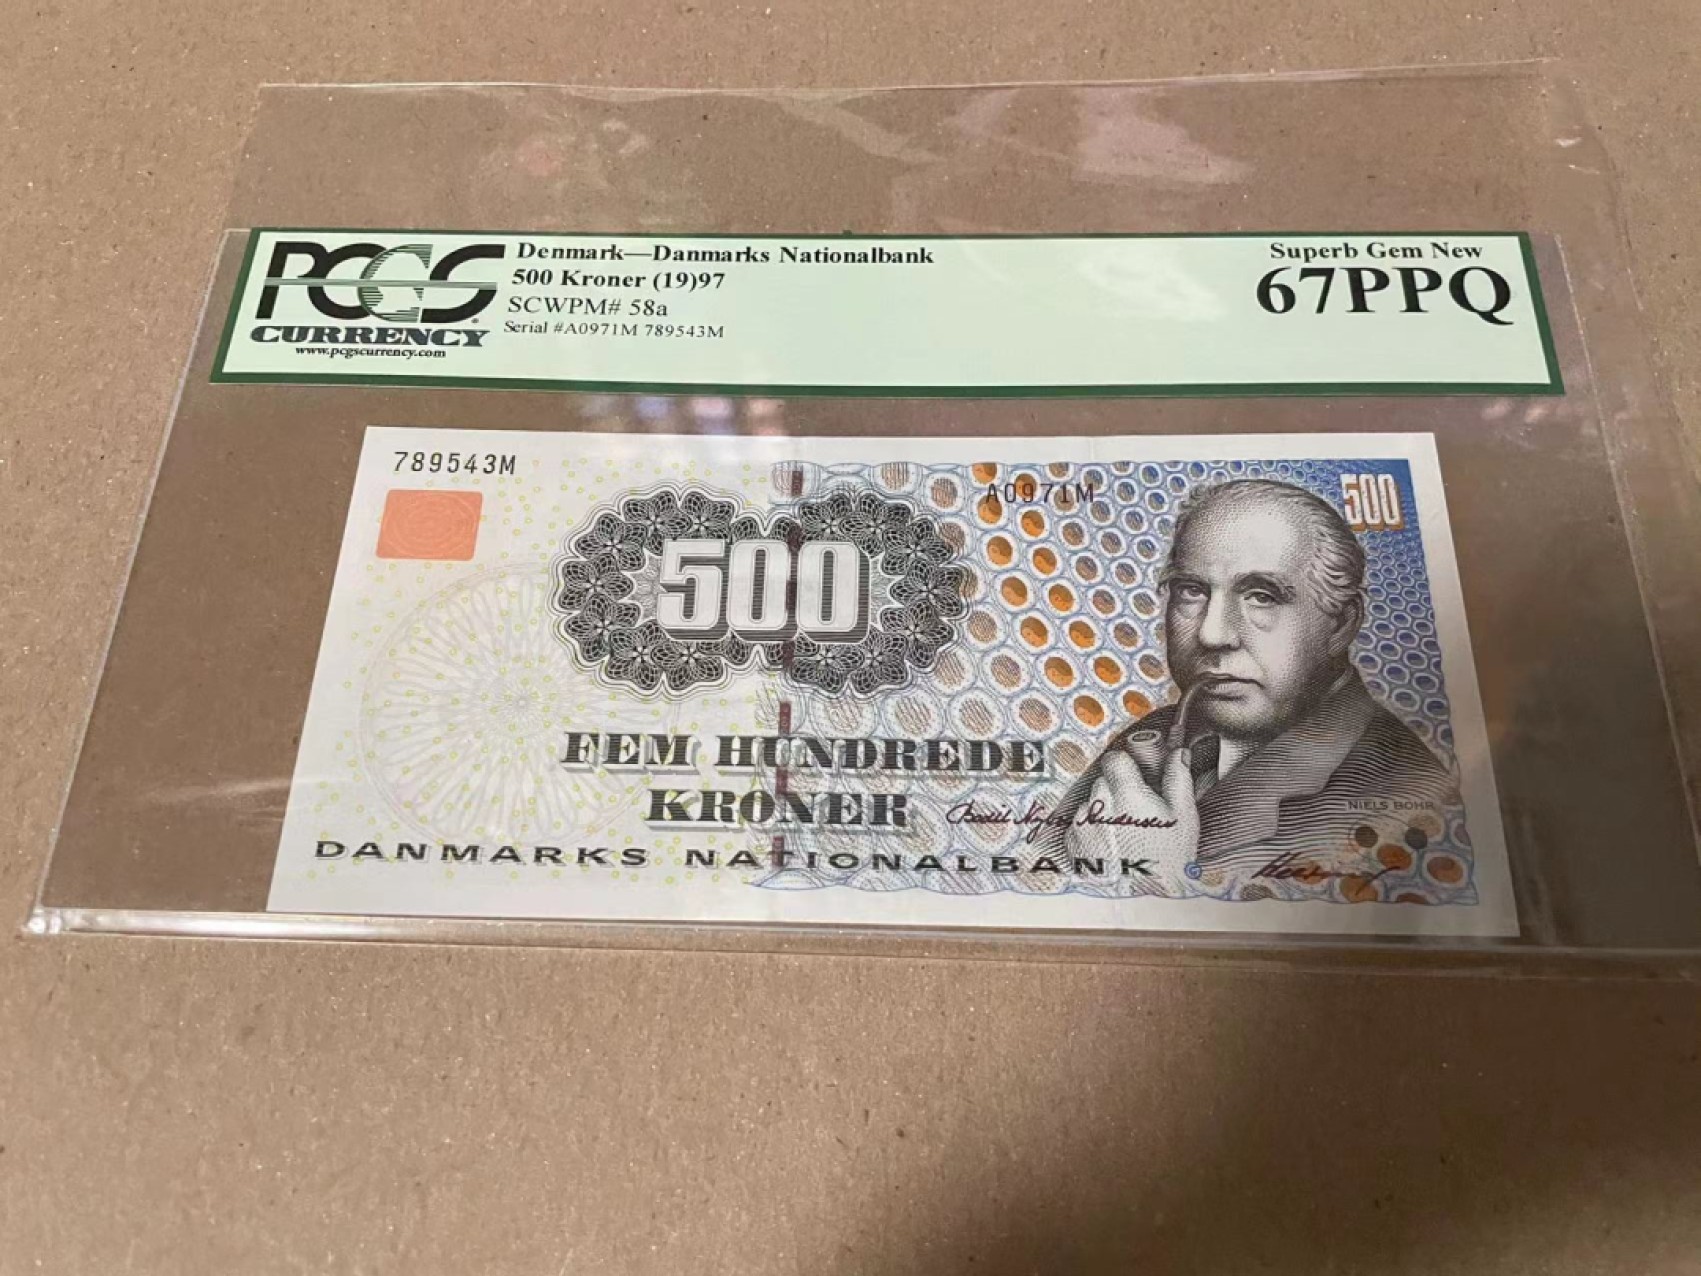 PCGS
CURRENCY
www.pcgscurrency.com
Denmark—Danmarks Nationalbank
500 Kroner (19)97
SCWPM# 58a
Serial #A0971M 789543M
Superb Gem New
67PPQ
789543M
A0971M
500
500
FEM HUNDREDE
KRONER
NIELS BOHR
DANMARKS NATIONALBANK